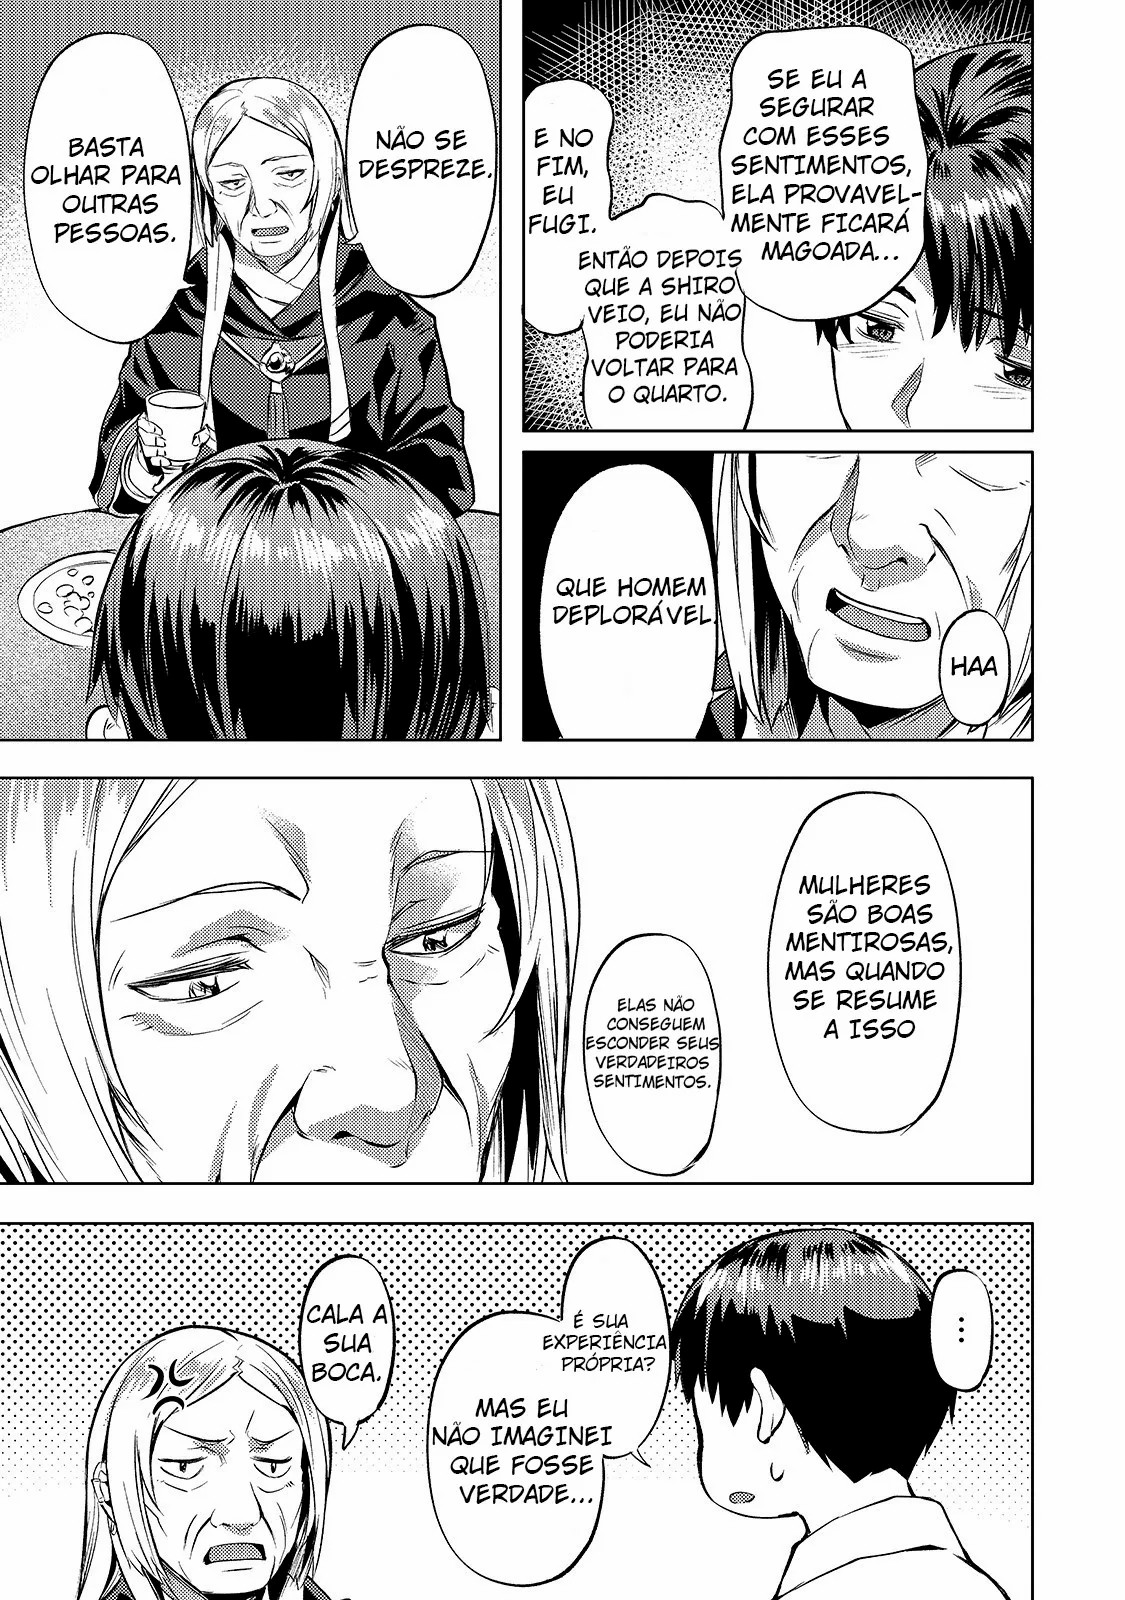 SE EU A
SEGURAR
COM ESSES
SENTIMENTOS,
ELA PROVAVEL-
MENTE FICARÁ
MAGOADA...
E NO
FIM,
EU
FUGI.
ENTÃO DEPOIS
QUE A SHIRO
VEIO, EU NÃO
PODERIA
VOLTAR PARA
O QUARTO.
HAA
QUE HOMEM
DEPLORÁVEL.
NÃO SE
DESPREZE.
BASTA
OLHAR PARA
OUTRAS
PESSOAS.
MULHERES
SÃO BOAS
MENTIROSAS,
MAS QUANDO
SE RESUME
A ISSO
ELAS NÃO
CONSEGUEM
ESCONDER SEUS
VERDADEIROS
SENTIMENTOS.
...
É SUA
EXPERIÊNCIA
PRÓPRIA?
MAS EU
NÃO IMAGINEI
QUE FOSSE
VERDADE...
CALA A
SUA
BOCA.